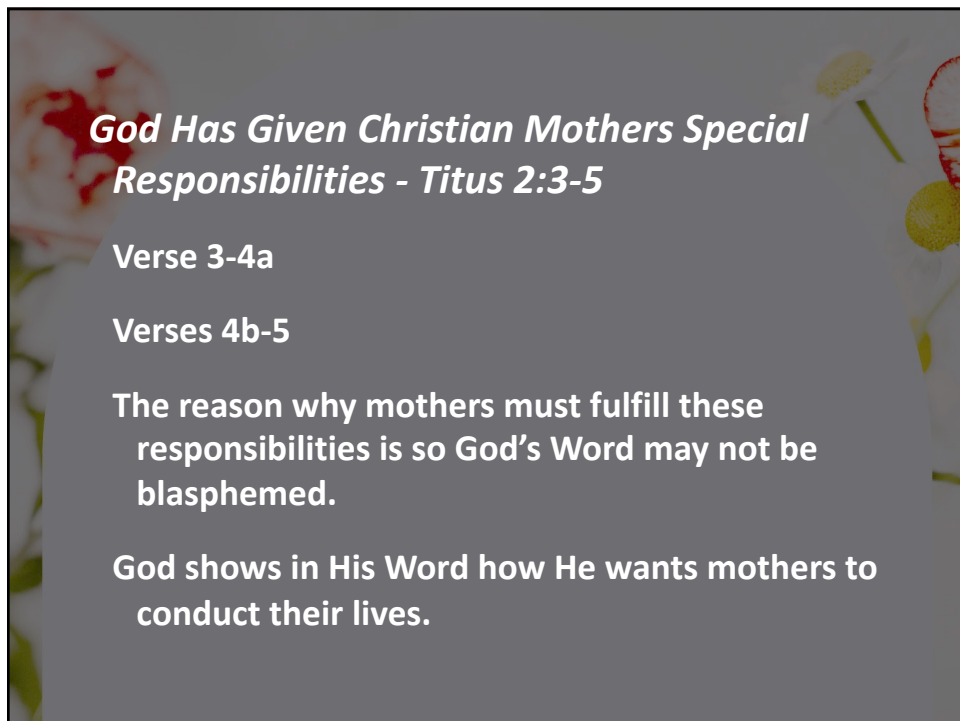 God Has Given Christian Mothers Special
Responsibilities - Titus 2:3-5
Verse 3-4a
Verses 4b-5
The reason why mothers must fulfill these
responsibilities is so God’s Word may not be
blasphemed.
God shows in His Word how He wants mothers to
conduct their lives.